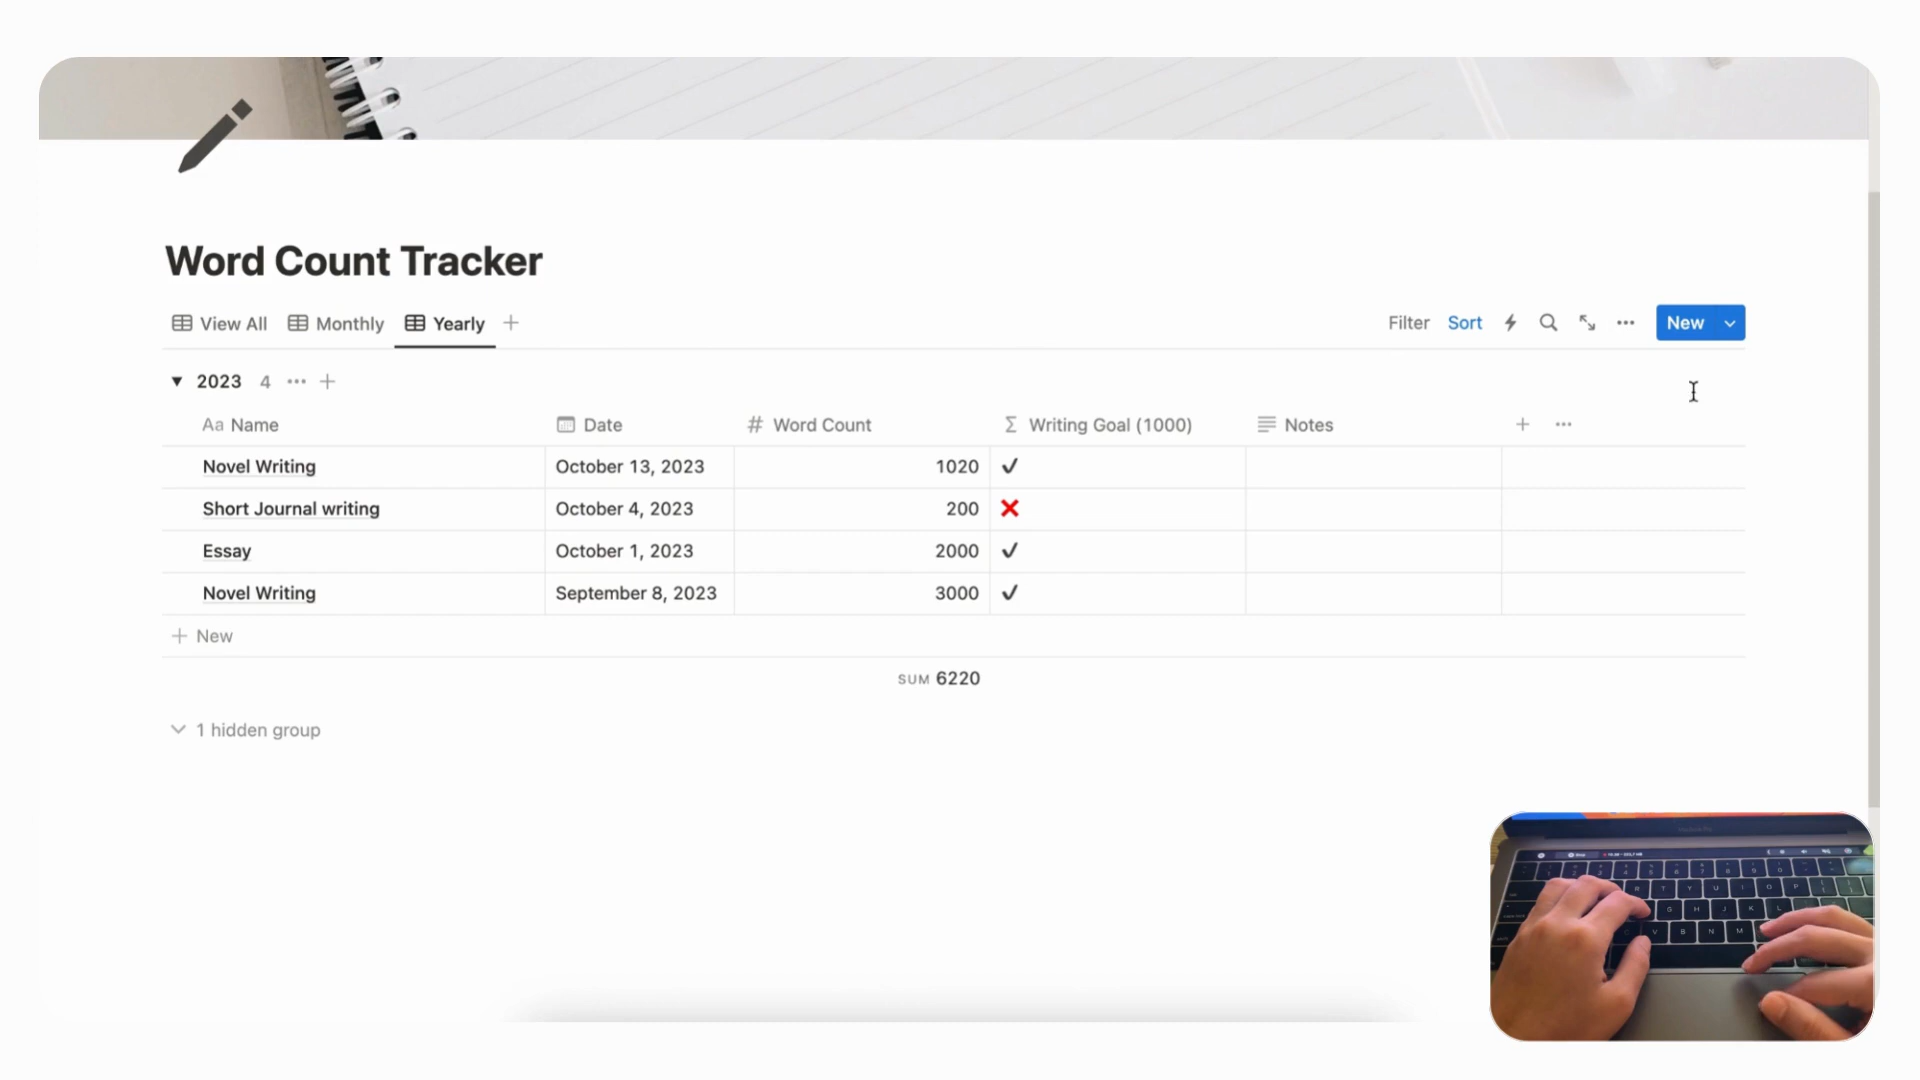 Word Count Tracker
View All Monthly Yearly
Filter Sort New
2023 4
Aa Name Date # Word Count Σ Writing Goal (1000) Notes
Novel Writing October 13, 2023 1020 ✓
Short Journal writing October 4, 2023 200 ❌
Essay October 1, 2023 2000 ✓
Novel Writing September 8, 2023 3000 ✓
+ New
SUM 6220
1 hidden group